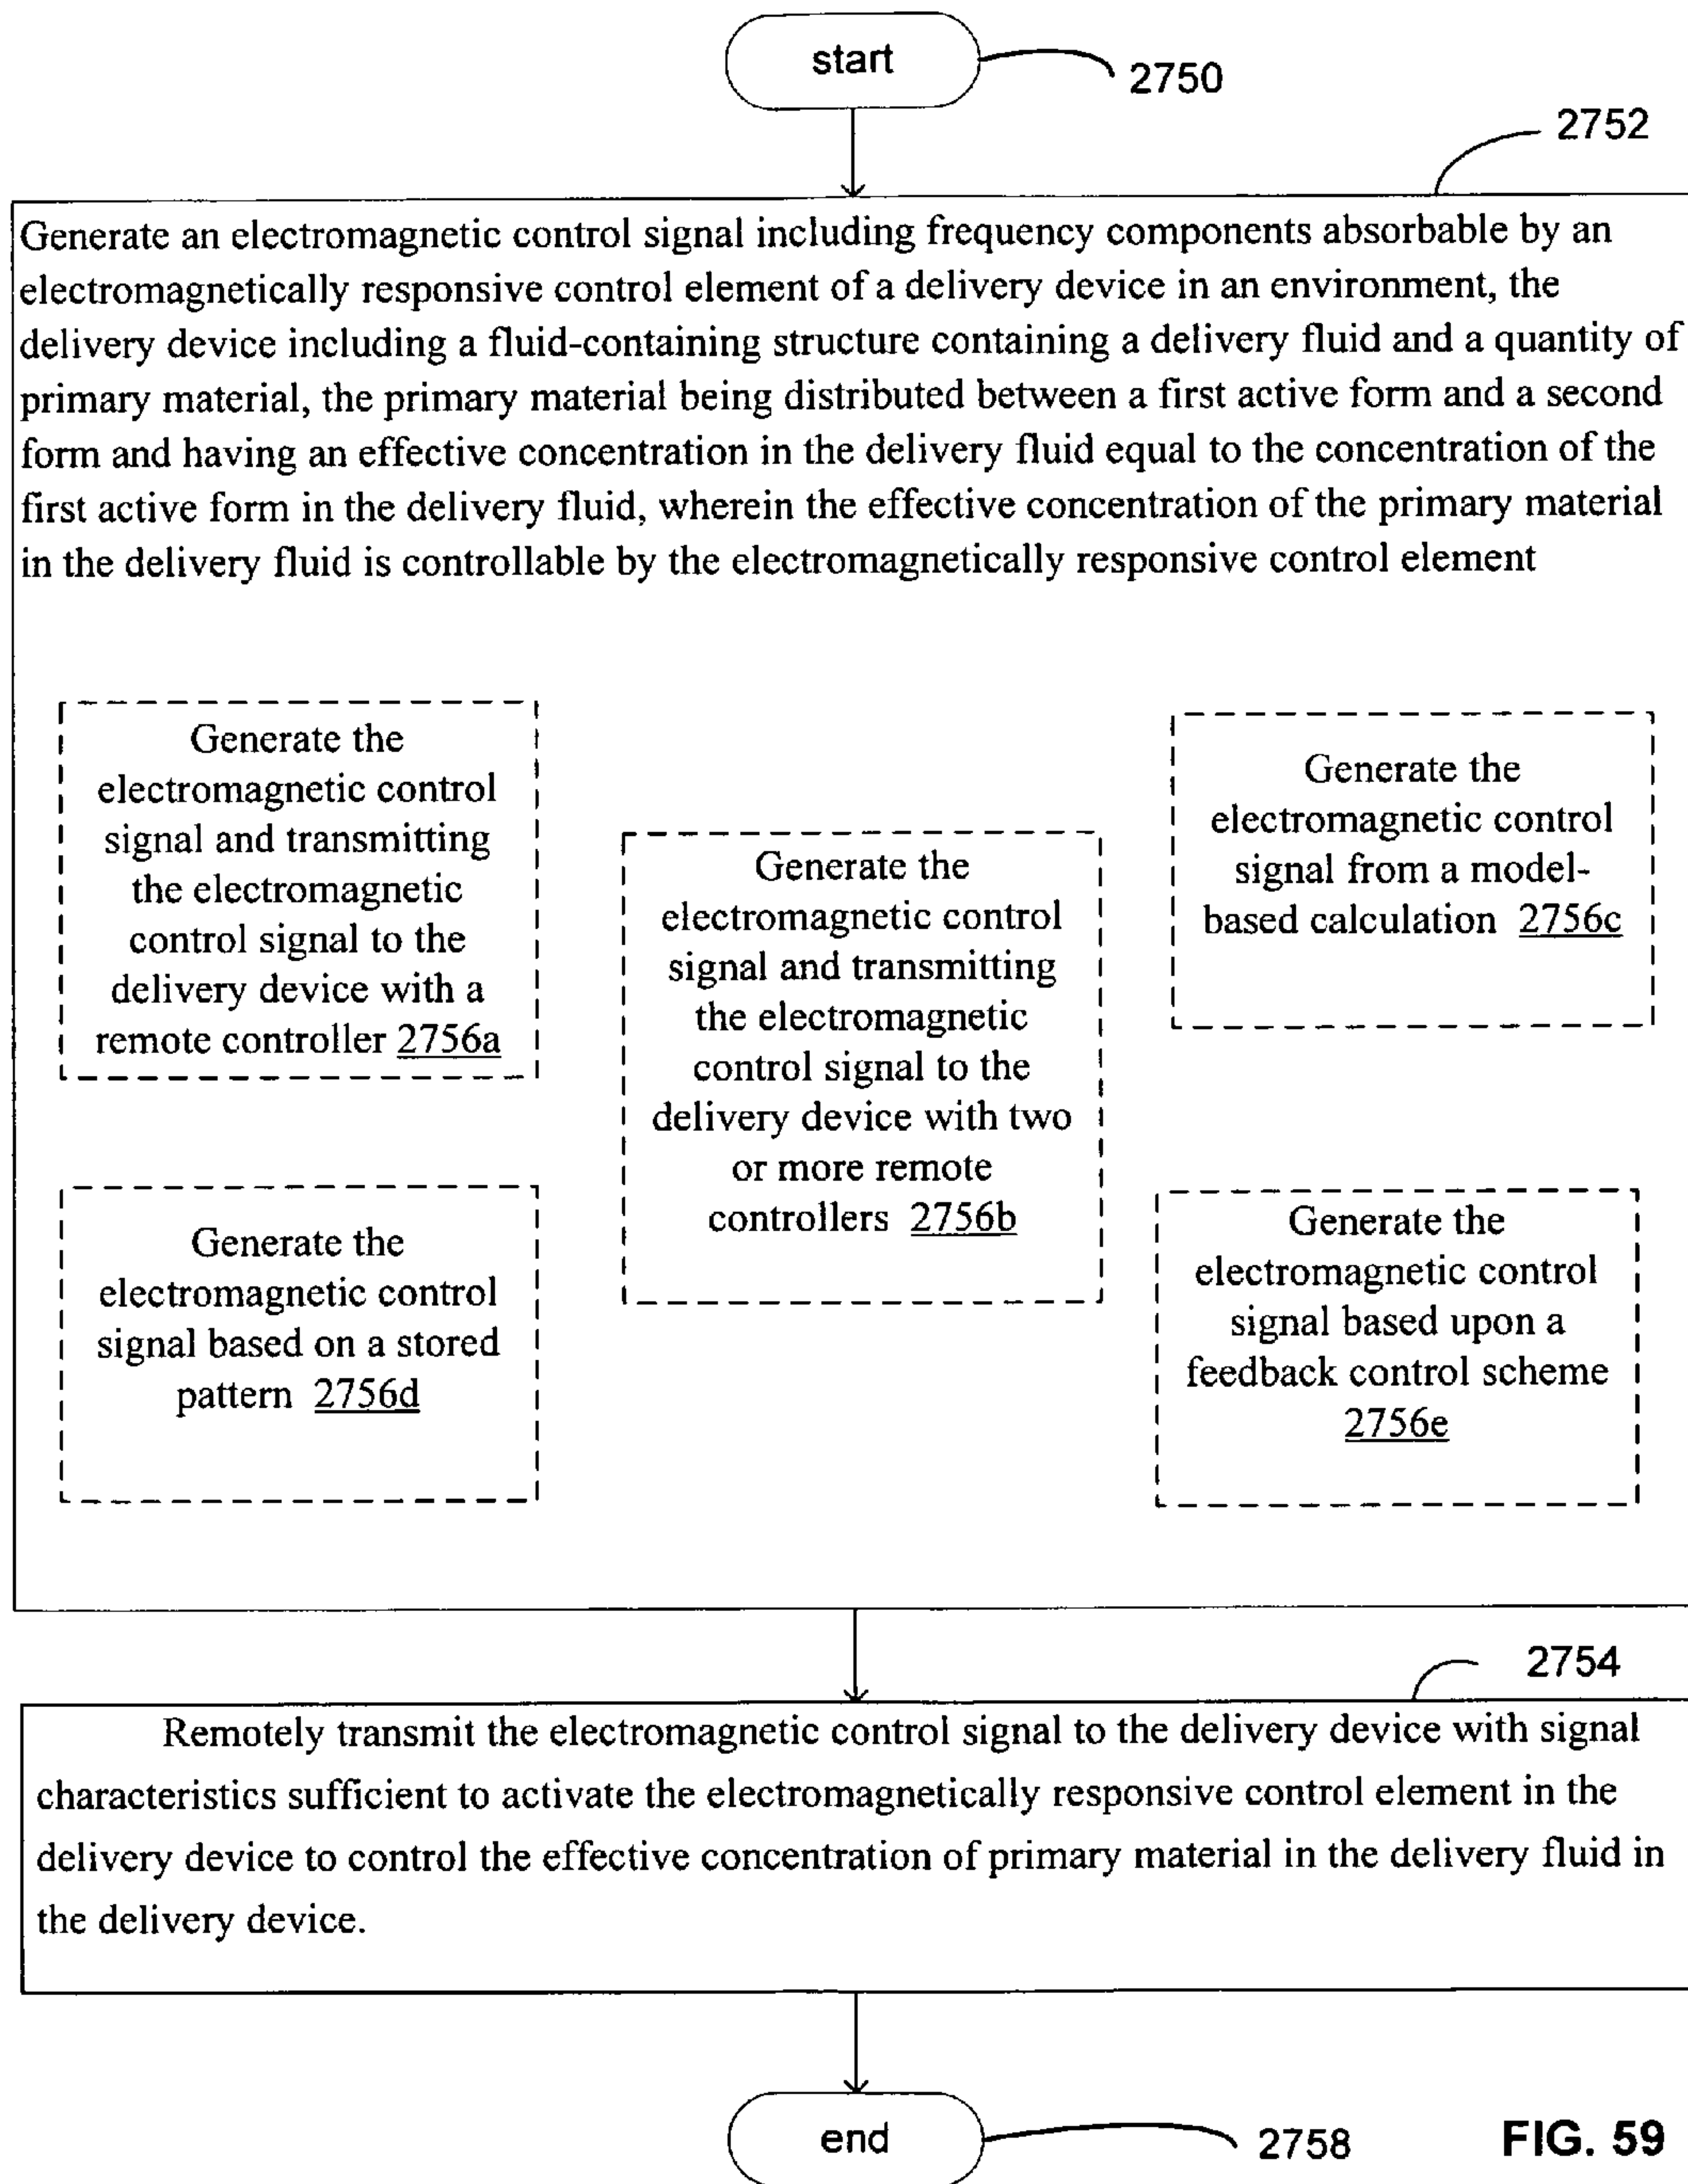 start
2750
2752
Generate an electromagnetic control signal including frequency components absorbable by an
electromagnetically responsive control element of a delivery device in an environment, the
delivery device including a fluid-containing structure containing a delivery fluid and a quantity of
primary material, the primary material being distributed between a first active form and a second
form and having an effective concentration in the delivery fluid equal to the concentration of the
first active form in the delivery fluid, wherein the effective concentration of the primary material
in the delivery fluid is controllable by the electromagnetically responsive control element
Generate the
electromagnetic control
signal and transmitting
the electromagnetic
control signal to the
delivery device with a
remote controller 2756a
Generate the
electromagnetic control
signal and transmitting
the electromagnetic
control signal to the
delivery device with two
or more remote
controllers 2756b
Generate the
electromagnetic control
signal from a model-
based calculation 2756c
Generate the
electromagnetic control
signal based on a stored
pattern 2756d
Generate the
electromagnetic control
signal based upon a
feedback control scheme
2756e
2754
Remotely transmit the electromagnetic control signal to the delivery device with signal
characteristics sufficient to activate the electromagnetically responsive control element in the
delivery device to control the effective concentration of primary material in the delivery fluid in
the delivery device.
end
2758
FIG. 59